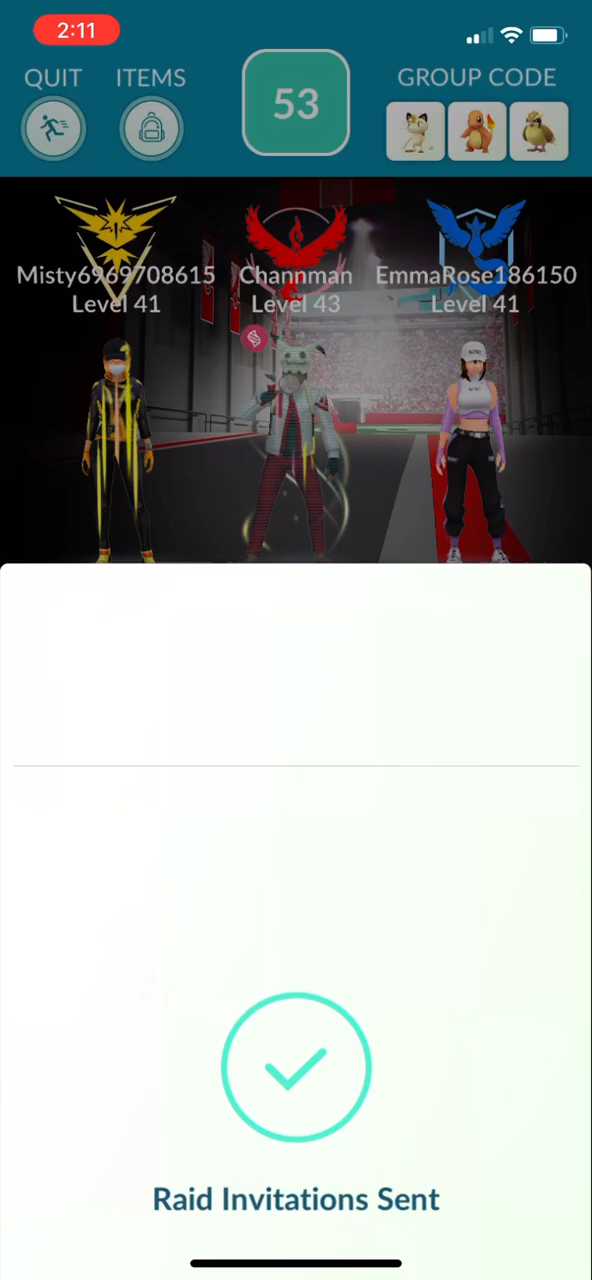 2:11
QUIT ITEMS 53 GROUP CODE
Misty6969708615 Channman EmmaRose186150
Level 41 Level 43 Level 41
Raid Invitations Sent